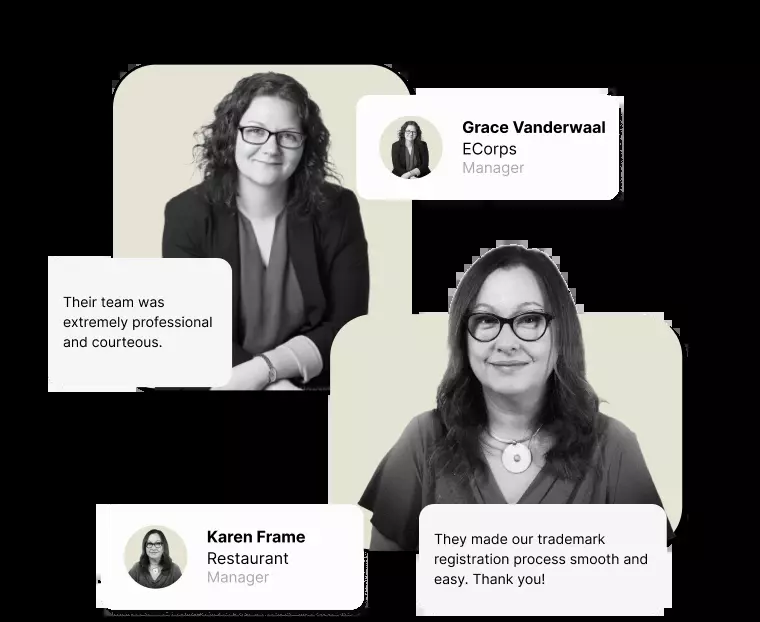 Grace Vanderwaal
ECorps
Manager
Their team was
extremely professional
and courteous.
Karen Frame
Restaurant
Manager
They made our trademark
registration process smooth and
easy. Thank you!